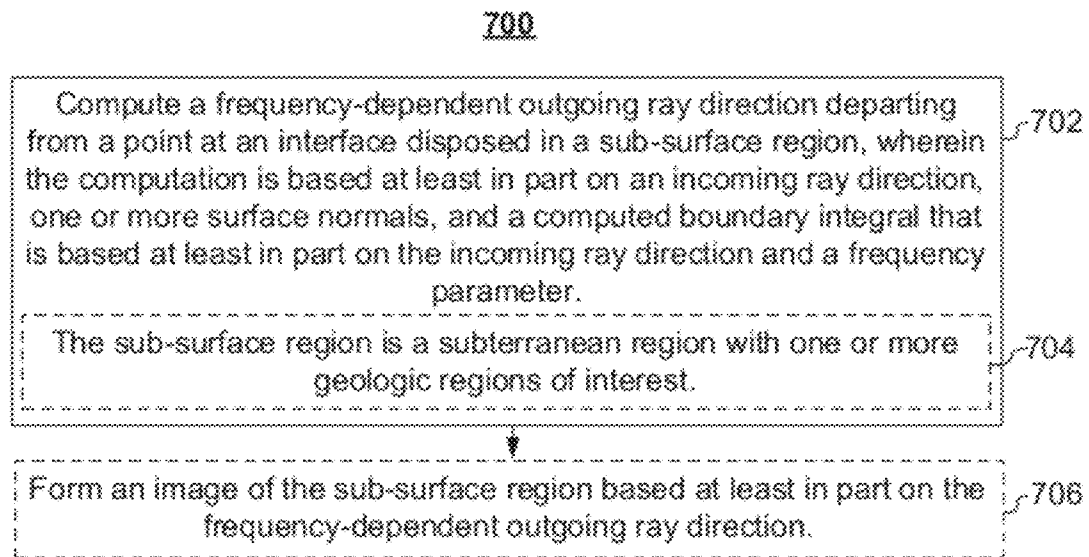 700
Compute a frequency-dependent outgoing ray direction departing
from a point at an interface disposed in a sub-surface region, wherein
the computation is based at least in part on an incoming ray direction,
one or more surface normals, and a computed boundary integral that
is based at least in part on the incoming ray direction and a frequency
parameter.
702
The sub-surface region is a subterranean region with one or more
geologic regions of interest.
704
Form an image of the sub-surface region based at least in part on the
frequency-dependent outgoing ray direction.
706